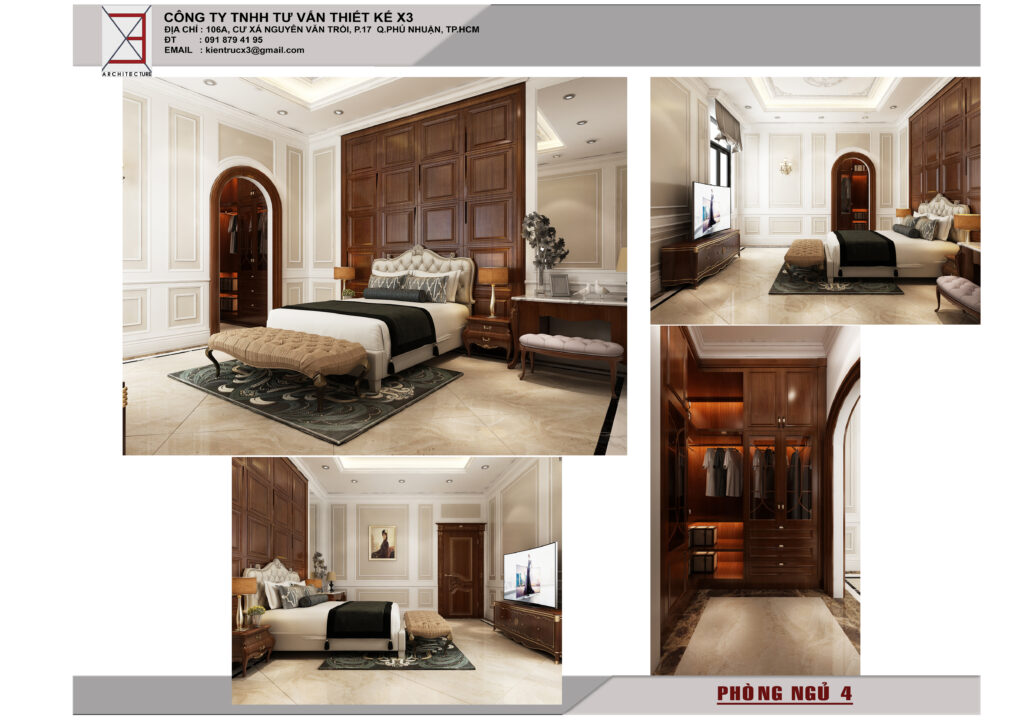 CÔNG TY TNHH TƯ VẤN THIẾT KẾ X3
ĐỊA CHỈ : 106A, CƯ XÁ NGUYỄN VĂN TRỖI, P.17 Q.PHÚ NHUẬN, TP.HCM
ĐT : 091 879 41 95
EMAIL : kientrucx3@gmail.com
ARCHITECTURE
PHÒNG NGỦ 4